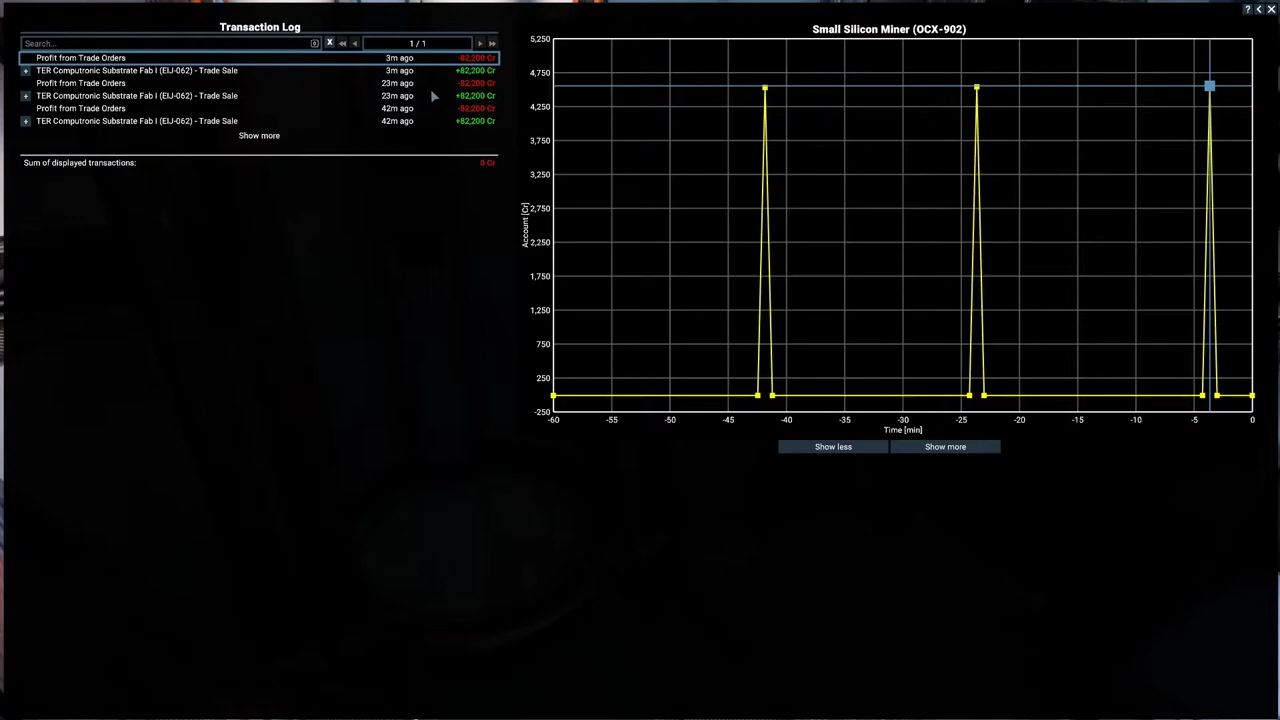 Transaction Log
Search...
X
1 / 1
Profit from Trade Orders 3m ago -82,200 Cr
+ TER Computronic Substrate Fab I (EIJ-062) - Trade Sale 3m ago +82,200 Cr
Profit from Trade Orders 23m ago -82,200 Cr
+ TER Computronic Substrate Fab I (EIJ-062) - Trade Sale 23m ago +82,200 Cr
Profit from Trade Orders 42m ago -82,200 Cr
+ TER Computronic Substrate Fab I (EIJ-062) - Trade Sale 42m ago +82,200 Cr
Show more
Sum of displayed transactions: 0 Cr
? < X
Small Silicon Miner (OCX-902)
5,250
4,750
4,250
3,750
3,250
2,750
2,250
1,750
1,250
750
250
-250
Account [Cr]
-60 -55 -50 -45 -40 -35 -30 -25 -20 -15 -10 -5 0
Time [min]
Show less Show more